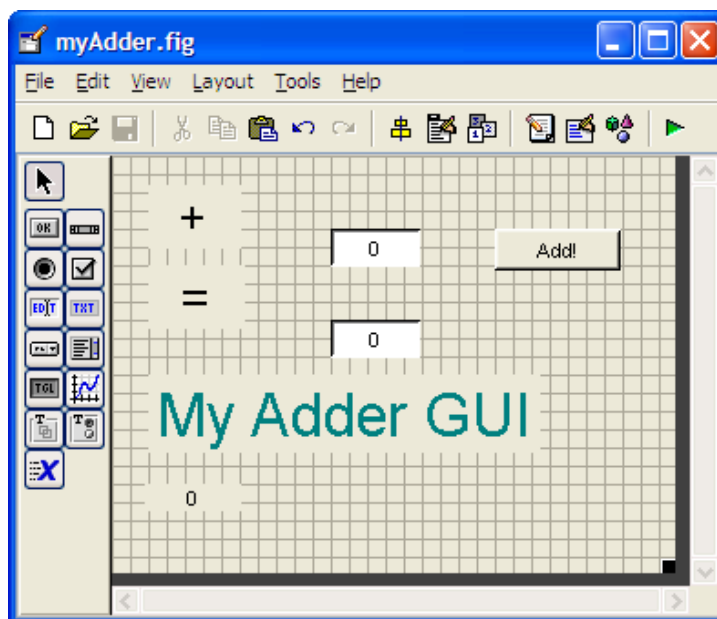 myAdder.fig
File Edit View Layout Tools Help
OK
EDIT TXT
TGL
T T
X
+
0 Add!
=
0
My Adder GUI
0